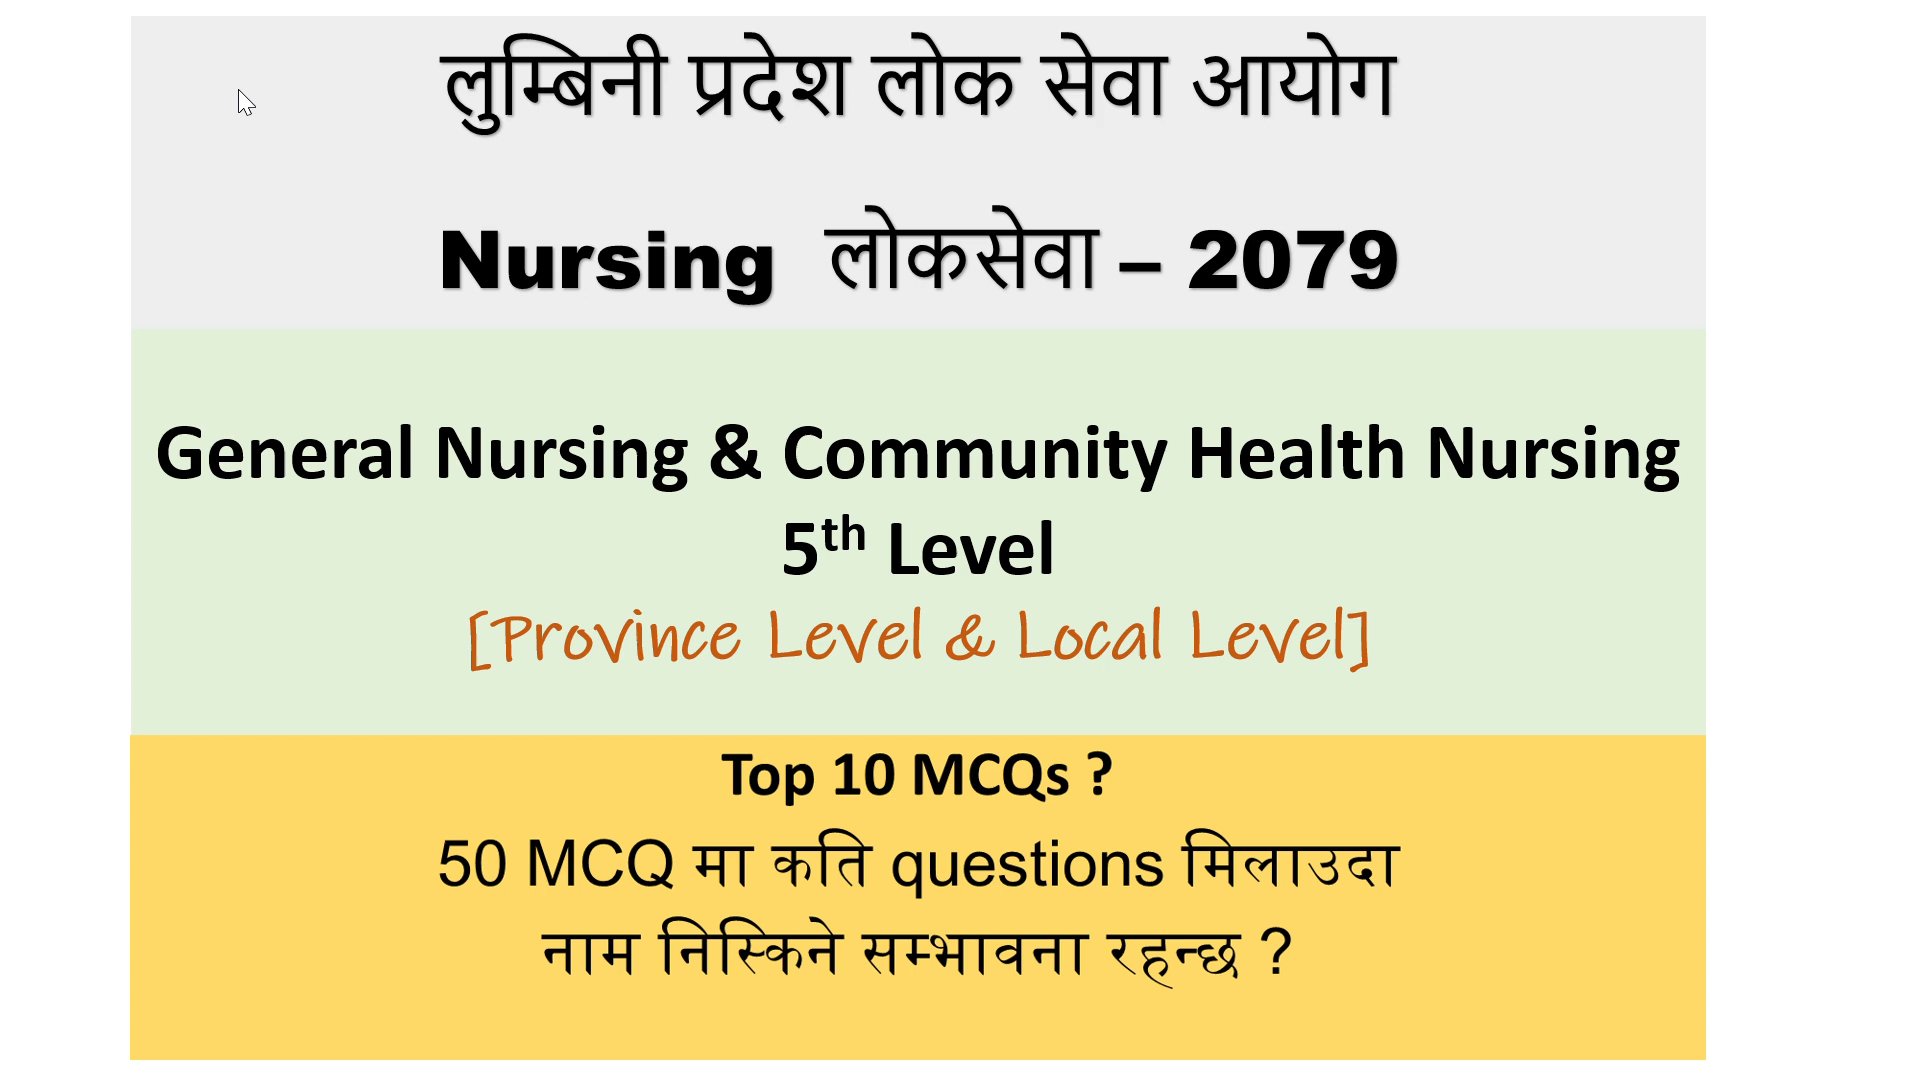 लुम्बिनी प्रदेश लोक सेवा आयोग
Nursing लोकसेवा – 2079
General Nursing & Community Health Nursing
5th Level
[Province Level & Local Level]
Top 10 MCQs ?
50 MCQ मा कति questions मिलाउदा
नाम निस्किने सम्भावना रहन्छ ?